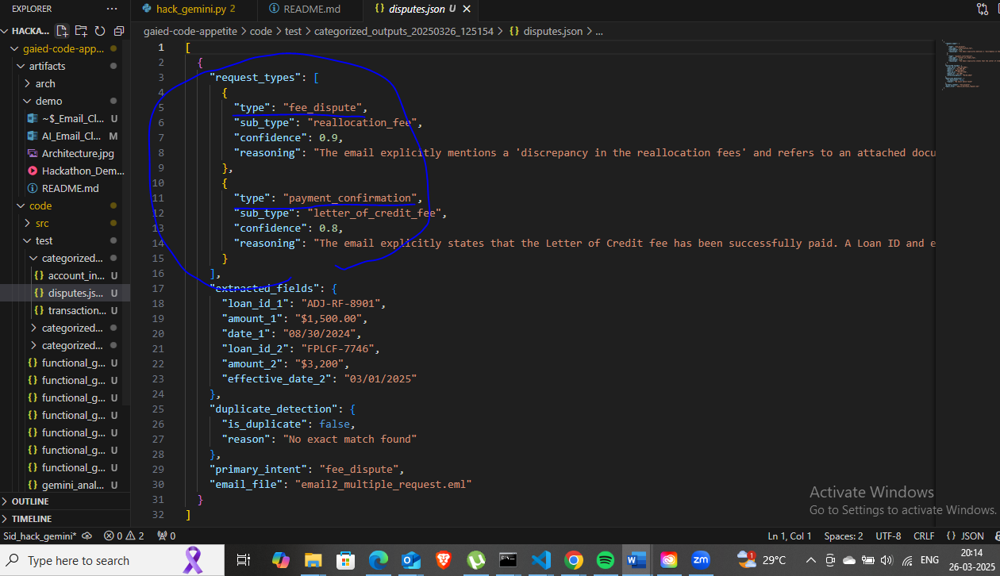 EXPLORER
hack_gemini.py 2
README.md
disputes.json U
HACKA...
gaied-code-appetite > code > test > categorized_outputs_20250326_125154 > {} disputes.json > ...
gaied-code-app...
artifacts
arch
demo
~$_Email_Cl... U
AI_Email_Cl... M
Architecture.jpg
Hackathon_Dem...
README.md
code
src
test
categorized...
account_in... U
disputes.js... U
transaction... U
categorized...
categorized...
functional_g... U
functional_g... U
functional_g... U
functional_g... U
functional_g... U
functional_g... U
functional_g... U
gemini_anal... U
OUTLINE
TIMELINE
1 [
2 {
3 "request_types": [
4 {
5 "type": "fee_dispute",
6 "sub_type": "reallocation_fee",
7 "confidence": 0.9,
8 "reasoning": "The email explicitly mentions a 'discrepancy in the reallocation fees' and refers to an attached docu
9 },
10 {
11 "type": "payment_confirmation",
12 "sub_type": "letter_of_credit_fee",
13 "confidence": 0.8,
14 "reasoning": "The email explicitly states that the Letter of Credit fee has been successfully paid. A Loan ID and e
15 }
16 ],
17 "extracted_fields": {
18 "loan_id_1": "ADJ-RF-8901",
19 "amount_1": "$1,500.00",
20 "date_1": "08/30/2024",
21 "loan_id_2": "FPLCF-7746",
22 "amount_2": "$3,200",
23 "effective_date_2": "03/01/2025"
24 },
25 "duplicate_detection": {
26 "is_duplicate": false,
27 "reason": "No exact match found"
28 },
29 "primary_intent": "fee_dispute",
30 "email_file": "email2_multiple_request.eml"
31 }
32 ]
Activate Windows
Go to Settings to activate Windows.
Sid_hack_gemini* 0 2 0
Ln 1, Col 1 Spaces: 2 UTF-8 CRLF {} JSON
Type here to search
29°C
ENG
20:14
26-03-2025